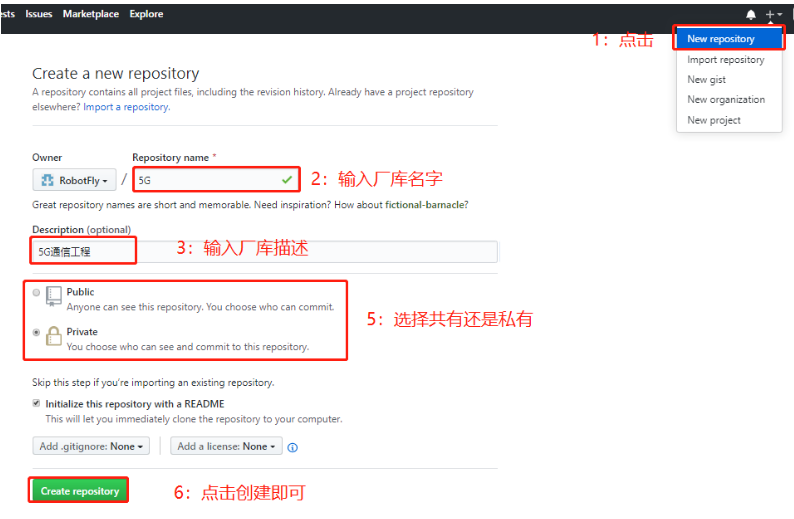 sts Issues Marketplace Explore
1：点击
New repository
Import repository
New gist
New organization
New project
Create a new repository
A repository contains all project files, including the revision history. Already have a project repository
elsewhere? Import a repository.
Owner
Repository name *
RobotFly / 5G
2：输入厂库名字
Great repository names are short and memorable. Need inspiration? How about fictional-barnacle?
Description (optional)
5G通信工程
3：输入厂库描述
Public
Anyone can see this repository. You choose who can commit.
Private
You choose who can see and commit to this repository.
5：选择共有还是私有
Skip this step if you're importing an existing repository.
Initialize this repository with a README
This will let you immediately clone the repository to your computer.
Add .gitignore: None
Add a license: None
Create repository
6：点击创建即可